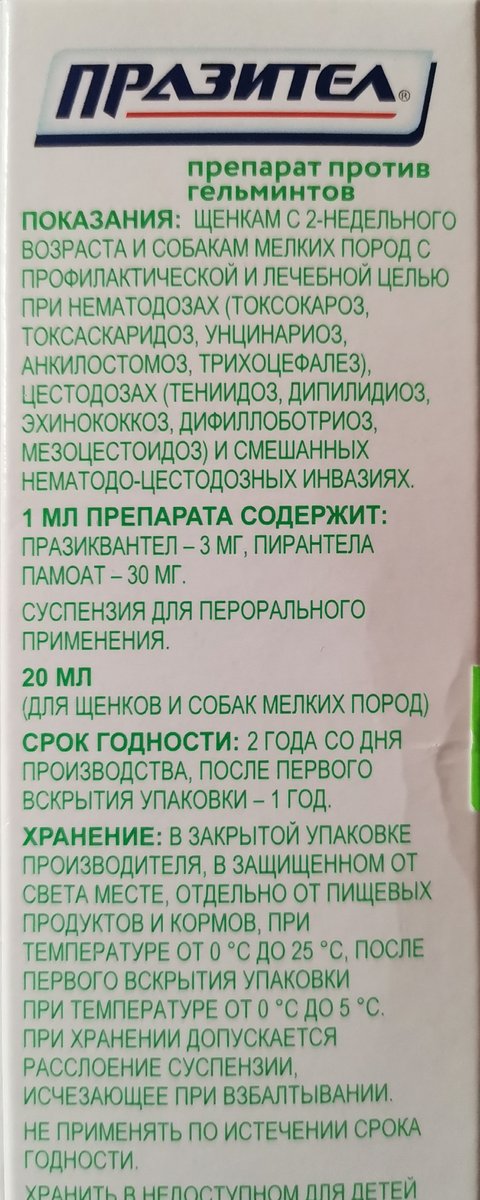 ПРАЗИТЕЛ®
препарат против
гельминтов
ПОКАЗАНИЯ: ЩЕНКАМ С 2-НЕДЕЛЬНОГО
ВОЗРАСТА И СОБАКАМ МЕЛКИХ ПОРОД С
ПРОФИЛАКТИЧЕСКОЙ И ЛЕЧЕБНОЙ ЦЕЛЬЮ
ПРИ НЕМАТОДОЗАХ (ТОКСОКАРОЗ,
ТОКСАСКАРИДОЗ, УНЦИНАРИОЗ,
АНКИЛОСТОМОЗ, ТРИХОЦЕФАЛЕЗ),
ЦЕСТОДОЗАХ (ТЕНИИДОЗ, ДИПИЛИДИОЗ,
ЭХИНОКОККОЗ, ДИФИЛЛОБОТРИОЗ,
МЕЗОЦЕСТОИДОЗ) И СМЕШАННЫХ
НЕМАТОДО-ЦЕСТОДОЗНЫХ ИНВАЗИЯХ.
1 МЛ ПРЕПАРАТА СОДЕРЖИТ:
ПРАЗИКВАНТЕЛ – 3 МГ, ПИРАНТЕЛА
ПАМОАТ – 30 МГ.
СУСПЕНЗИЯ ДЛЯ ПЕРОРАЛЬНОГО
ПРИМЕНЕНИЯ.
20 МЛ
(ДЛЯ ЩЕНКОВ И СОБАК МЕЛКИХ ПОРОД)
СРОК ГОДНОСТИ: 2 ГОДА СО ДНЯ
ПРОИЗВОДСТВА, ПОСЛЕ ПЕРВОГО
ВСКРЫТИЯ УПАКОВКИ – 1 ГОД.
ХРАНЕНИЕ: В ЗАКРЫТОЙ УПАКОВКЕ
ПРОИЗВОДИТЕЛЯ, В ЗАЩИЩЕННОМ ОТ
СВЕТА МЕСТЕ, ОТДЕЛЬНО ОТ ПИЩЕВЫХ
ПРОДУКТОВ И КОРМОВ, ПРИ
ТЕМПЕРАТУРЕ ОТ 0 °C ДО 25 °C, ПОСЛЕ
ПЕРВОГО ВСКРЫТИЯ УПАКОВКИ
ПРИ ТЕМПЕРАТУРЕ ОТ 0 °C ДО 5 °C.
ПРИ ХРАНЕНИИ ДОПУСКАЕТСЯ
РАССЛОЕНИЕ СУСПЕНЗИИ,
ИСЧЕЗАЮЩЕЕ ПРИ ВЗБАЛТЫВАНИИ.
НЕ ПРИМЕНЯТЬ ПО ИСТЕЧЕНИИ СРОКА
ГОДНОСТИ.
ХРАНИТЬ В НЕДОСТУПНОМ ДЛЯ ДЕТЕЙ